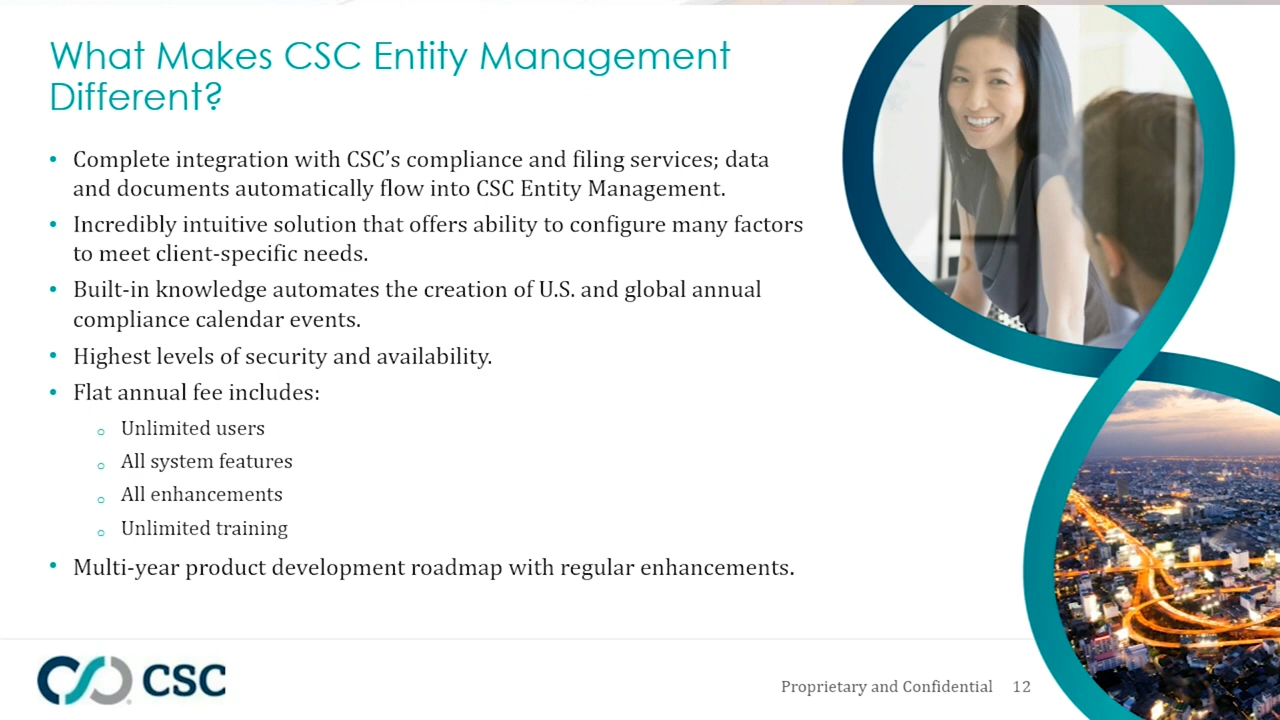 What Makes CSC Entity Management
Different?
• Complete integration with CSC’s compliance and filing services; data
and documents automatically flow into CSC Entity Management.
• Incredibly intuitive solution that offers ability to configure many factors
to meet client-specific needs.
• Built-in knowledge automates the creation of U.S. and global annual
compliance calendar events.
• Highest levels of security and availability.
• Flat annual fee includes:
o Unlimited users
o All system features
o All enhancements
o Unlimited training
• Multi-year product development roadmap with regular enhancements.
CSC
Proprietary and Confidential 12